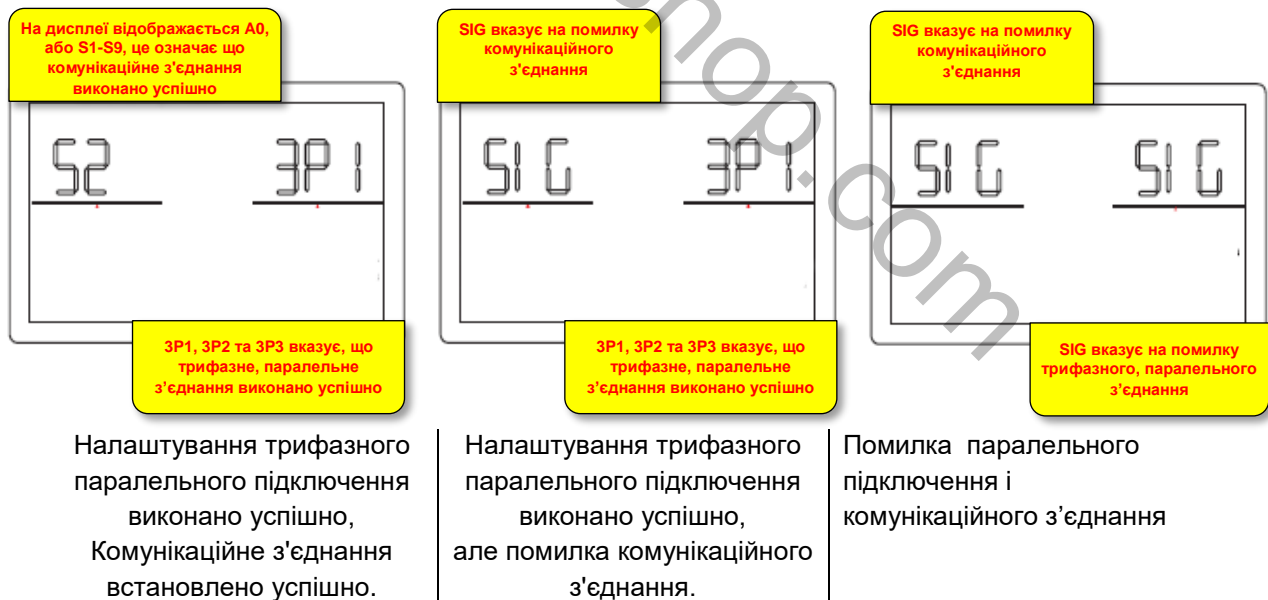 На дисплеї відображається A0,
або S1-S9, це означає що
комунікаційне з'єднання
виконано успішно
S2
3P1
3P1, 3P2 та 3P3 вказує, що
трифазне, паралельне
з’єднання виконано успішно
Налаштування трифазного
паралельного підключення
виконано успішно,
Комунікаційне з'єднання
встановлено успішно.
SIG вказує на помилку
комунікаційного
з'єднання
SIG
3P1
3P1, 3P2 та 3P3 вказує, що
трифазне, паралельне
з’єднання виконано успішно
Налаштування трифазного
паралельного підключення
виконано успішно,
але помилка комунікаційного
з'єднання.
SIG вказує на помилку
комунікаційного
з'єднання
SIG
SIG
SIG вказує на помилку
трифазного, паралельного
з’єднання
Помилка паралельного
підключення і
комунікаційного з’єднання